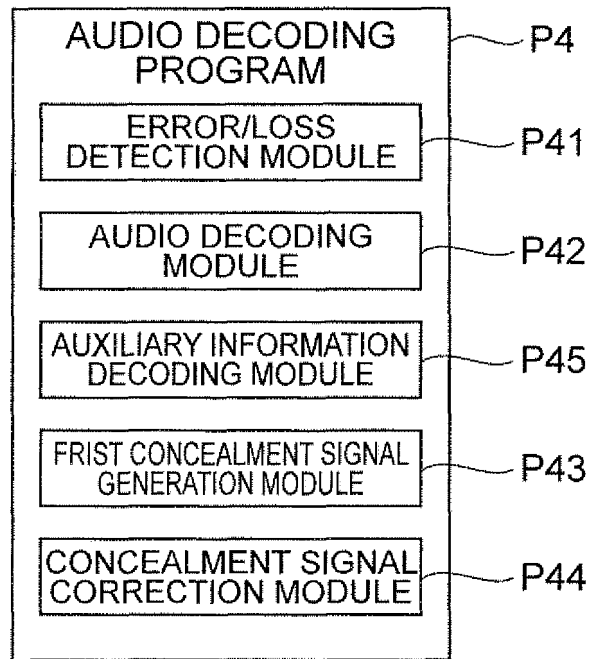 AUDIO DECODING
PROGRAM
P4
ERROR/LOSS
DETECTION MODULE
P41
AUDIO DECODING
MODULE
P42
AUXILIARY INFORMATION
DECODING MODULE
P45
FRIST CONCEALMENT SIGNAL
GENERATION MODULE
P43
CONCEALMENT SIGNAL
CORRECTION MODULE
P44